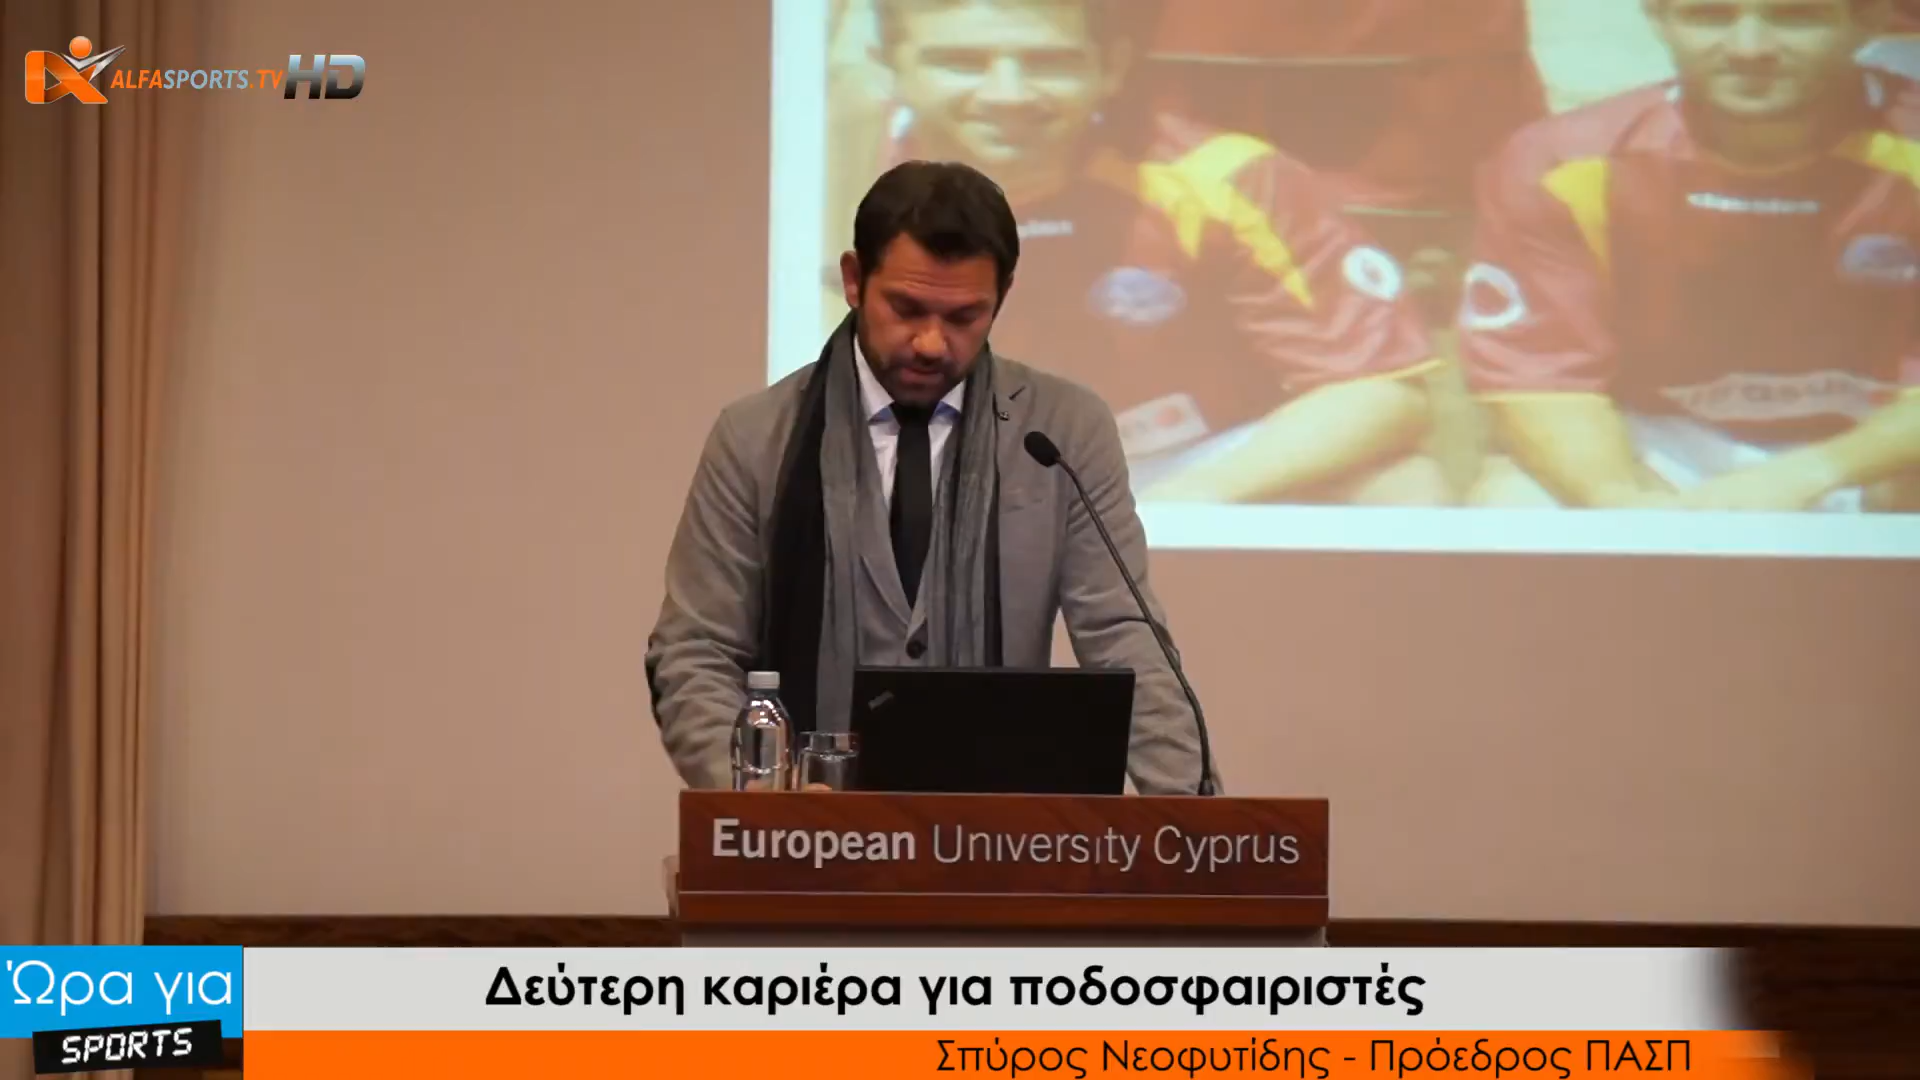 ALFASPORTS.TV HD
European University Cyprus
Ώρα για
SPORTS
Δεύτερη καριέρα για ποδοσφαιριστές
Σπύρος Νεοφυτίδης - Πρόεδρος ΠΑΣΠ